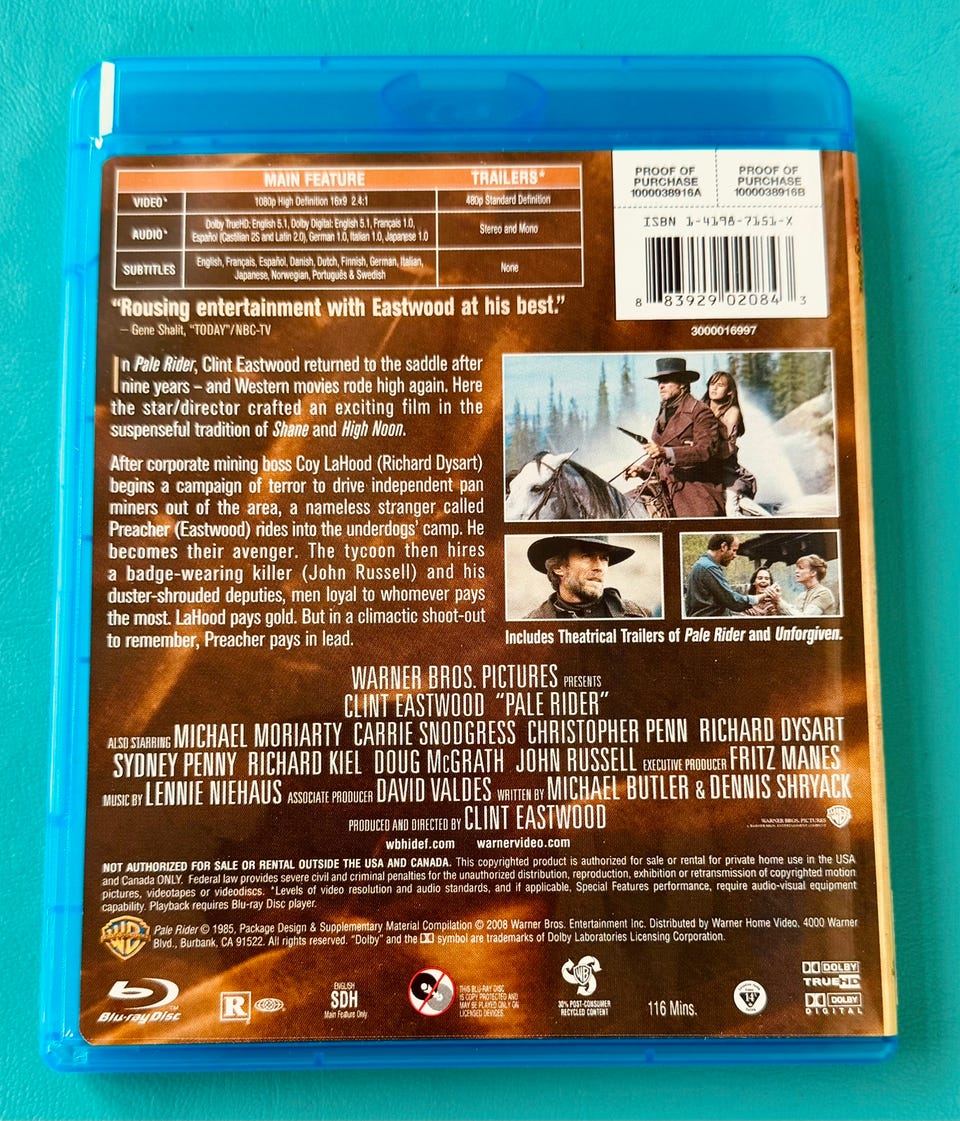 MAIN FEATURE TRAILERS*
VIDEO* 1080p High Definition 16x9 2.4:1 480p Standard Definition
AUDIO* Dolby TrueHD: English 5.1, Dolby Digital: English 5.1, Français 1.0,
Español (Castilian 2S and Latin 2.0), German 1.0, Italian 1.0, Japanese 1.0
Stereo and Mono
SUBTITLES English, Français, Español, Danish, Dutch, Finnish, German, Italian,
Japanese, Norwegian, Português & Swedish
None
PROOF OF
PURCHASE
1000038916A
PROOF OF
PURCHASE
1000038916B
ISBN 1-4198-7151-X
8 83929 02084 3
3000016997
“Rousing entertainment with Eastwood at his best.”
– Gene Shalit, “TODAY”/NBC-TV
In Pale Rider, Clint Eastwood returned to the saddle after
nine years – and Western movies rode high again. Here
the star/director crafted an exciting film in the
suspenseful tradition of Shane and High Noon.
After corporate mining boss Coy LaHood (Richard Dysart)
begins a campaign of terror to drive independent pan
miners out of the area, a nameless stranger called
Preacher (Eastwood) rides into the underdogs’ camp. He
becomes their avenger. The tycoon then hires
a badge-wearing killer (John Russell) and his
duster-shrouded deputies, men loyal to whomever pays
the most. LaHood pays gold. But in a climactic shoot-out
to remember, Preacher pays in lead.
Includes Theatrical Trailers of Pale Rider and Unforgiven.
WARNER BROS. PICTURES PRESENTS
CLINT EASTWOOD “PALE RIDER”
ALSO STARRING MICHAEL MORIARTY CARRIE SNODGRESS CHRISTOPHER PENN RICHARD DYSART
SYDNEY PENNY RICHARD KIEL DOUG McGRATH JOHN RUSSELL EXECUTIVE PRODUCER FRITZ MANES
MUSIC BY LENNIE NIEHAUS ASSOCIATE PRODUCER DAVID VALDES WRITTEN BY MICHAEL BUTLER & DENNIS SHRYACK
PRODUCED AND DIRECTED BY CLINT EASTWOOD
WARNER BROS. PICTURES
wbhidef.com warnervideo.com
NOT AUTHORIZED FOR SALE OR RENTAL OUTSIDE THE USA AND CANADA. This copyrighted product is authorized for sale or rental for private home use in the USA
and Canada ONLY. Federal law provides severe civil and criminal penalties for the unauthorized distribution, reproduction, exhibition or retransmission of copyrighted motion
pictures, videotapes or videodiscs. *Levels of video resolution and audio standards, and if applicable, Special Features performance, require audio-visual equipment
capability. Playback requires Blu-ray Disc player.
Pale Rider © 1985, Package Design & Supplementary Material Compilation © 2008 Warner Bros. Entertainment Inc. Distributed by Warner Home Video, 4000 Warner
Blvd., Burbank, CA 91522. All rights reserved. “Dolby” and the DD symbol are trademarks of Dolby Laboratories Licensing Corporation.
Blu-ray Disc™
R
ENGLISH
SDH
Main Feature Only
THIS BLU-RAY DISC
IS COPY PROTECTED AND
MAY BE PLAYED ONLY ON
LICENSED DEVICES.
30% POST-CONSUMER
RECYCLED CONTENT
116 Mins.
14
DOLBY
TRUEHD
DOLBY
DIGITAL